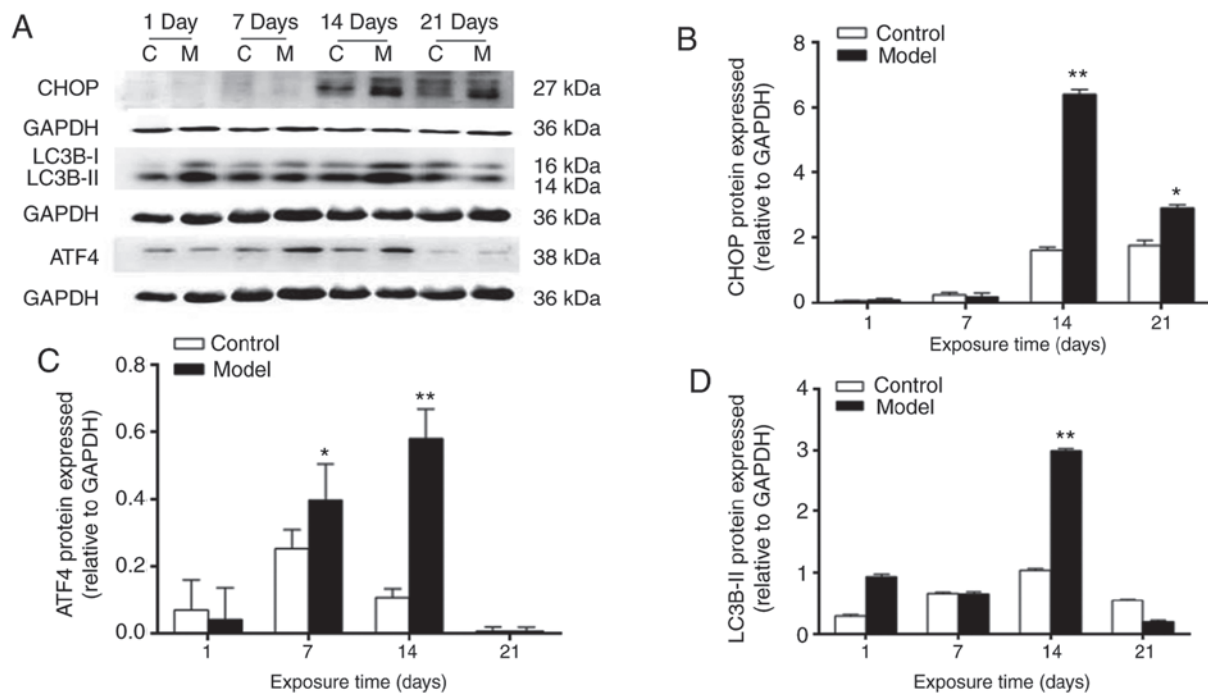 A
1 Day 7 Days 14 Days 21 Days
C M C M C M C M
CHOP 27 kDa
GAPDH 36 kDa
LC3B-I 16 kDa
LC3B-II 14 kDa
GAPDH 36 kDa
ATF4 38 kDa
GAPDH 36 kDa
B
Control
Model
CHOP protein expressed
(relative to GAPDH)
8
6
4
2
0
**
*
1 7 14 21
Exposure time (days)
C
Control
Model
ATF4 protein expressed
(relative to GAPDH)
0.8
0.6
0.4
0.2
0.0
*
**
1 7 14 21
Exposure time (days)
D
Control
Model
LC3B-II protein expressed
(relative to GAPDH)
4
3
2
1
0
**
1 7 14 21
Exposure time (days)